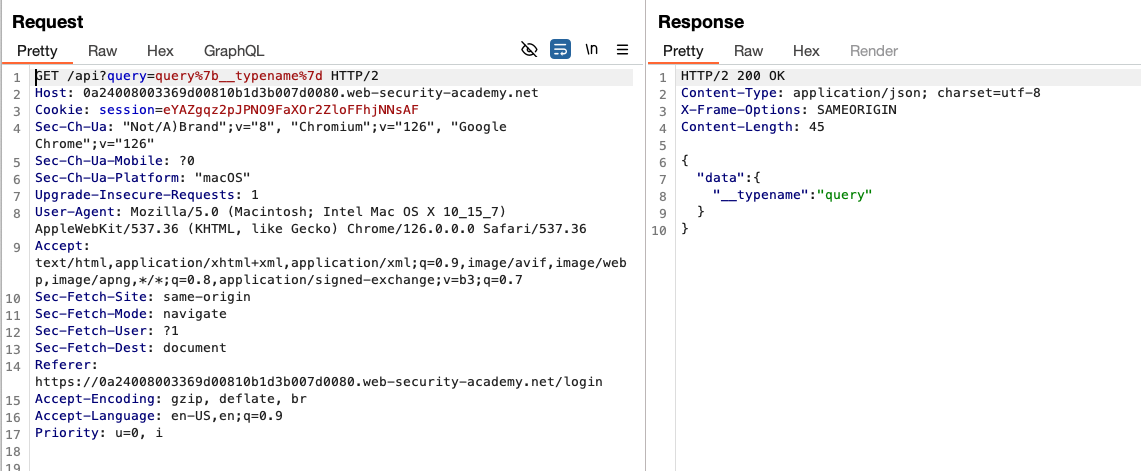 Request
Pretty Raw Hex GraphQL \n
1 GET /api?query=query%7b__typename%7d HTTP/2
2 Host: 0a24008003369d00810b1d3b007d0080.web-security-academy.net
3 Cookie: session=eYAZgqz2pJPNO9FaXOr2ZloFFhjNNsAF
4 Sec-Ch-Ua: "Not/A)Brand";v="8", "Chromium";v="126", "Google
Chrome";v="126"
5 Sec-Ch-Ua-Mobile: ?0
6 Sec-Ch-Ua-Platform: "macOS"
7 Upgrade-Insecure-Requests: 1
8 User-Agent: Mozilla/5.0 (Macintosh; Intel Mac OS X 10_15_7)
AppleWebKit/537.36 (KHTML, like Gecko) Chrome/126.0.0.0 Safari/537.36
9 Accept:
text/html,application/xhtml+xml,application/xml;q=0.9,image/avif,image/web
p,image/apng,*/*;q=0.8,application/signed-exchange;v=b3;q=0.7
10 Sec-Fetch-Site: same-origin
11 Sec-Fetch-Mode: navigate
12 Sec-Fetch-User: ?1
13 Sec-Fetch-Dest: document
14 Referer:
https://0a24008003369d00810b1d3b007d0080.web-security-academy.net/login
15 Accept-Encoding: gzip, deflate, br
16 Accept-Language: en-US,en;q=0.9
17 Priority: u=0, i
18
19
Response
Pretty Raw Hex Render
1 HTTP/2 200 OK
2 Content-Type: application/json; charset=utf-8
3 X-Frame-Options: SAMEORIGIN
4 Content-Length: 45
5
6 {
7 "data":{
8 "__typename":"query"
9 }
10 }